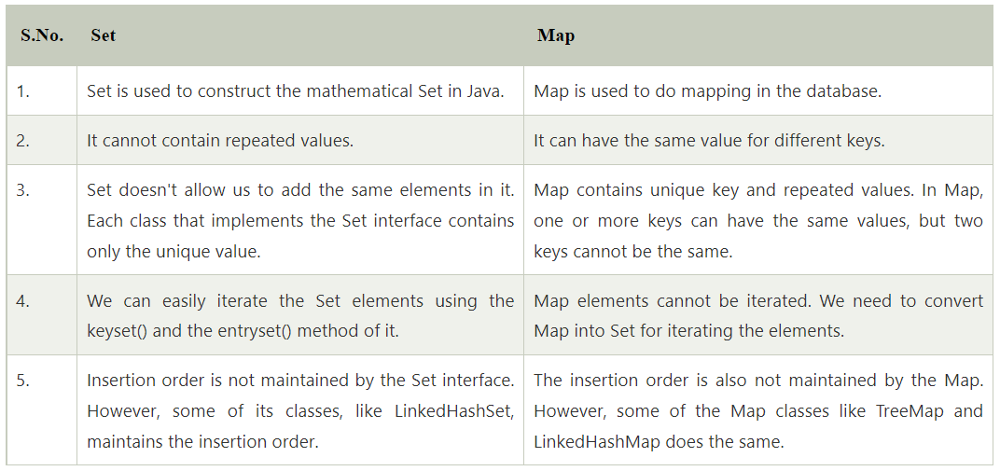 S.No. Set Map
1. Set is used to construct the mathematical Set in Java. Map is used to do mapping in the database.
2. It cannot contain repeated values. It can have the same value for different keys.
3. Set doesn't allow us to add the same elements in it. Map contains unique key and repeated values. In Map,
Each class that implements the Set interface contains one or more keys can have the same values, but two
only the unique value. keys cannot be the same.
4. We can easily iterate the Set elements using the Map elements cannot be iterated. We need to convert
keyset() and the entryset() method of it. Map into Set for iterating the elements.
5. Insertion order is not maintained by the Set interface. The insertion order is also not maintained by the Map.
However, some of its classes, like LinkedHashSet, However, some of the Map classes like TreeMap and
maintains the insertion order. LinkedHashMap does the same.